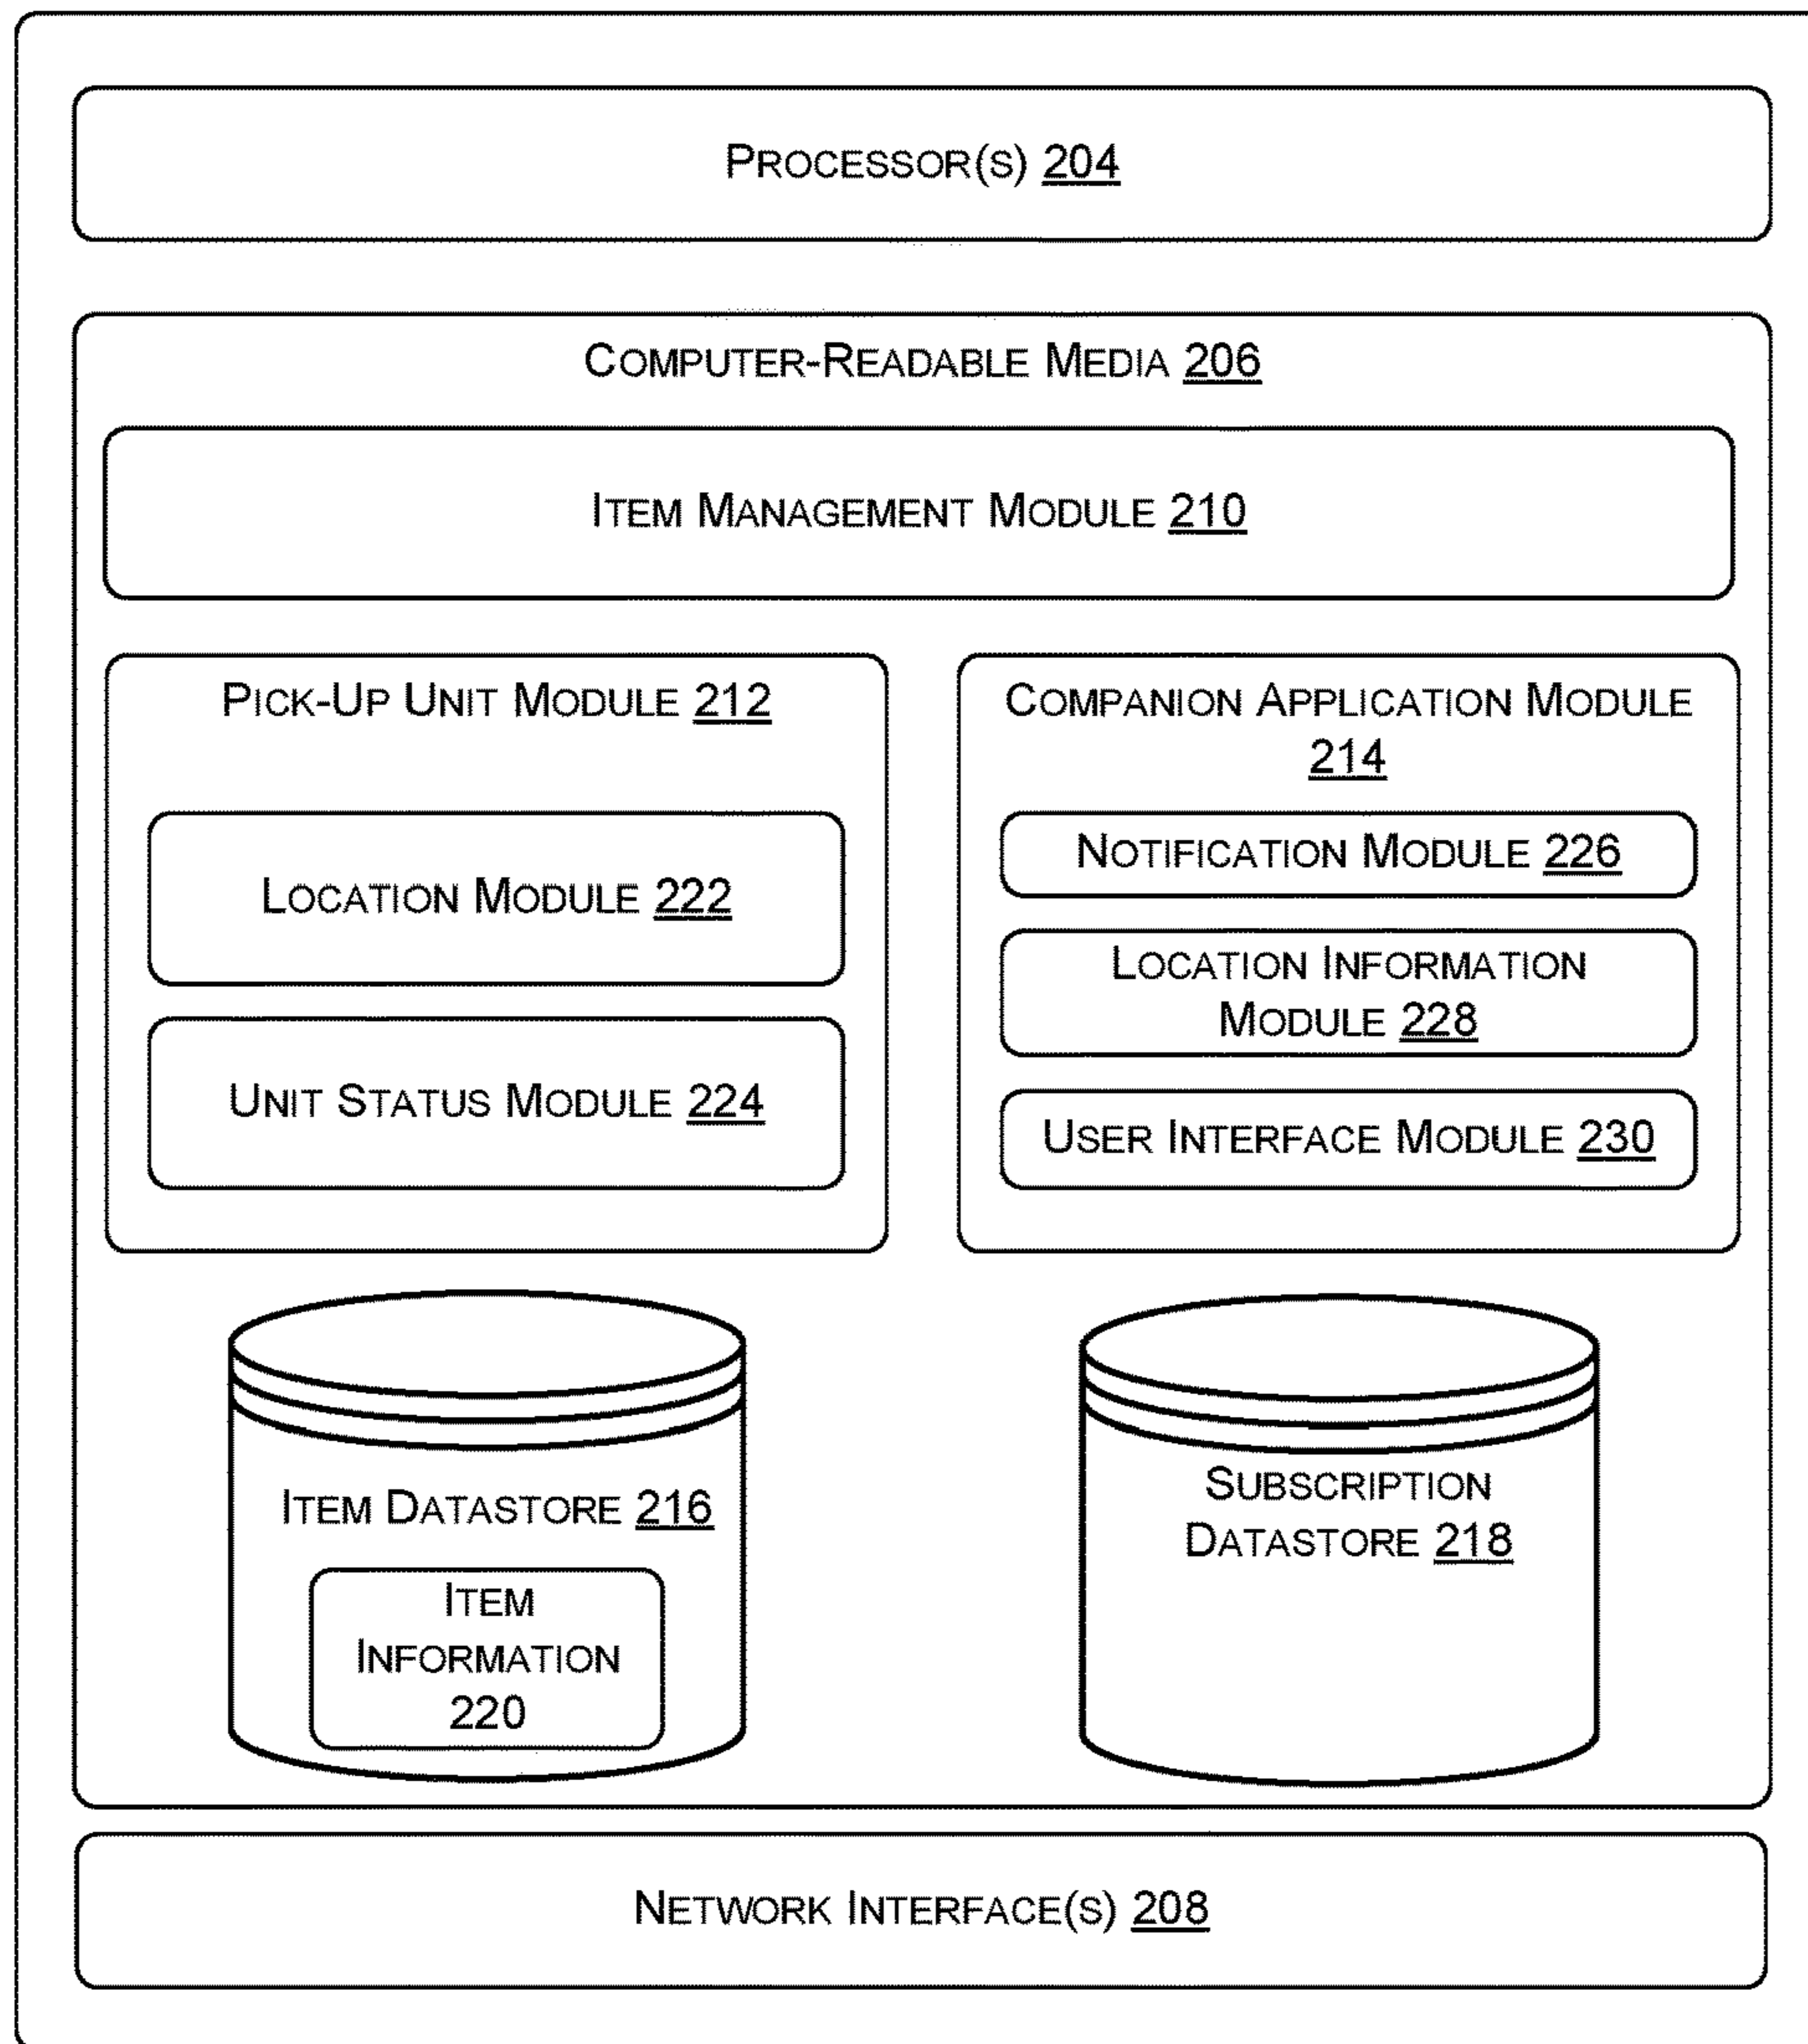 PROCESSOR(S) 204
COMPUTER-READABLE MEDIA 206
ITEM MANAGEMENT MODULE 210
PICK-UP UNIT MODULE 212
LOCATION MODULE 222
UNIT STATUS MODULE 224
COMPANION APPLICATION MODULE
214
NOTIFICATION MODULE 226
LOCATION INFORMATION
MODULE 228
USER INTERFACE MODULE 230
ITEM DATASTORE 216
ITEM
INFORMATION
220
SUBSCRIPTION
DATASTORE 218
NETWORK INTERFACE(S) 208